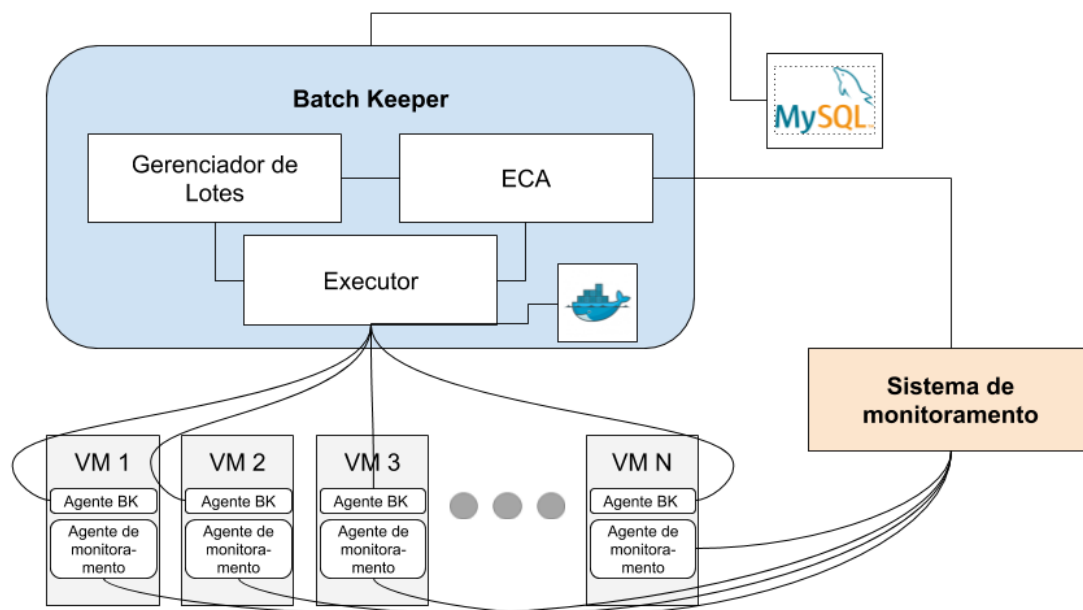 Batch Keeper
MySQL
Gerenciador de
Lotes
ECA
Executor
Sistema de
monitoramento
VM 1
VM 2
VM 3
VM N
Agente BK
Agente BK
Agente BK
Agente BK
Agente de
monitora-
mento
Agente de
monitora-
mento
Agente de
monitora-
mento
Agente de
monitora-
mento